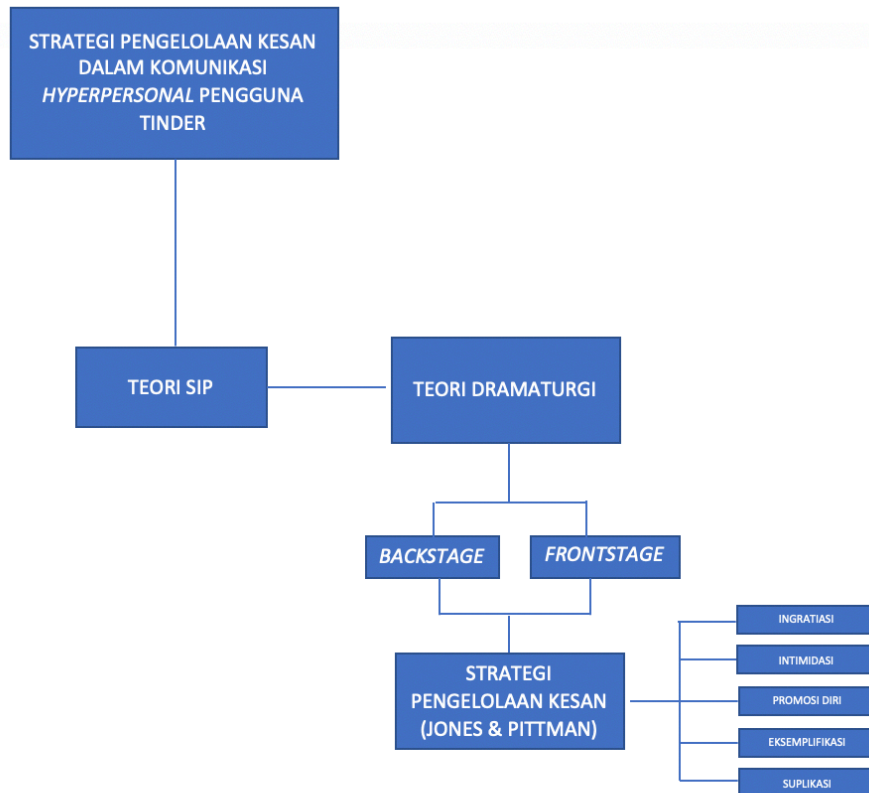 STRATEGI PENGELOLAAN KESAN
DALAM KOMUNIKASI
HYPERPERSONAL PENGGUNA
TINDER
TEORI SIP
TEORI DRAMATURGI
BACKSTAGE
FRONTSTAGE
STRATEGI
PENGELOLAAN KESAN
(JONES & PITTMAN)
INGRATIASI
INTIMIDASI
PROMOSI DIRI
EKSEMPLIFIKASI
SUPLIKASI